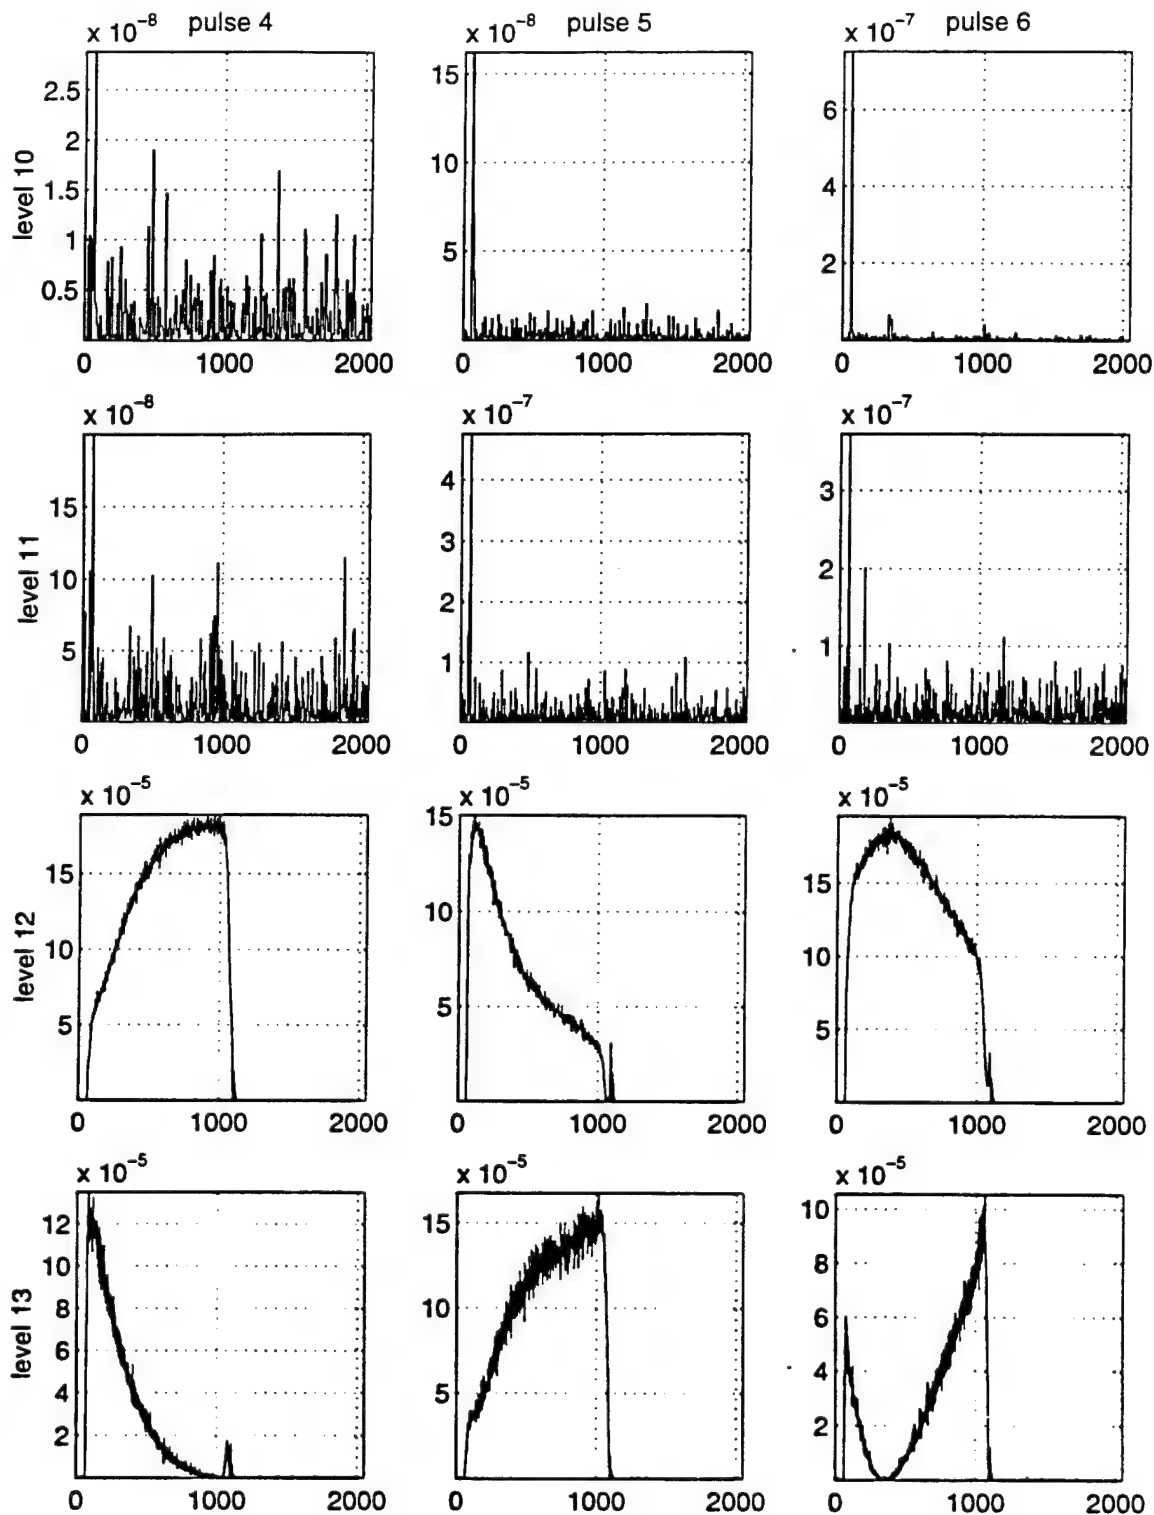 pulse 4 pulse 5 pulse 6
x 10⁻⁸ x 10⁻⁸ x 10⁻⁷
level 10
2.5 2 1.5 1 0.5
15 10 5
6 4 2
0 1000 2000 0 1000 2000 0 1000 2000
x 10⁻⁸ x 10⁻⁷ x 10⁻⁷
level 11
15 10 5
4 3 2 1
3 2 1
0 1000 2000 0 1000 2000 0 1000 2000
x 10⁻⁵ x 10⁻⁵ x 10⁻⁵
level 12
15 10 5
15 10 5
15 10 5
0 1000 2000 0 1000 2000 0 1000 2000
x 10⁻⁵ x 10⁻⁵ x 10⁻⁵
level 13
12 10 8 6 4 2
15 10 5
10 8 6 4 2
0 1000 2000 0 1000 2000 0 1000 2000